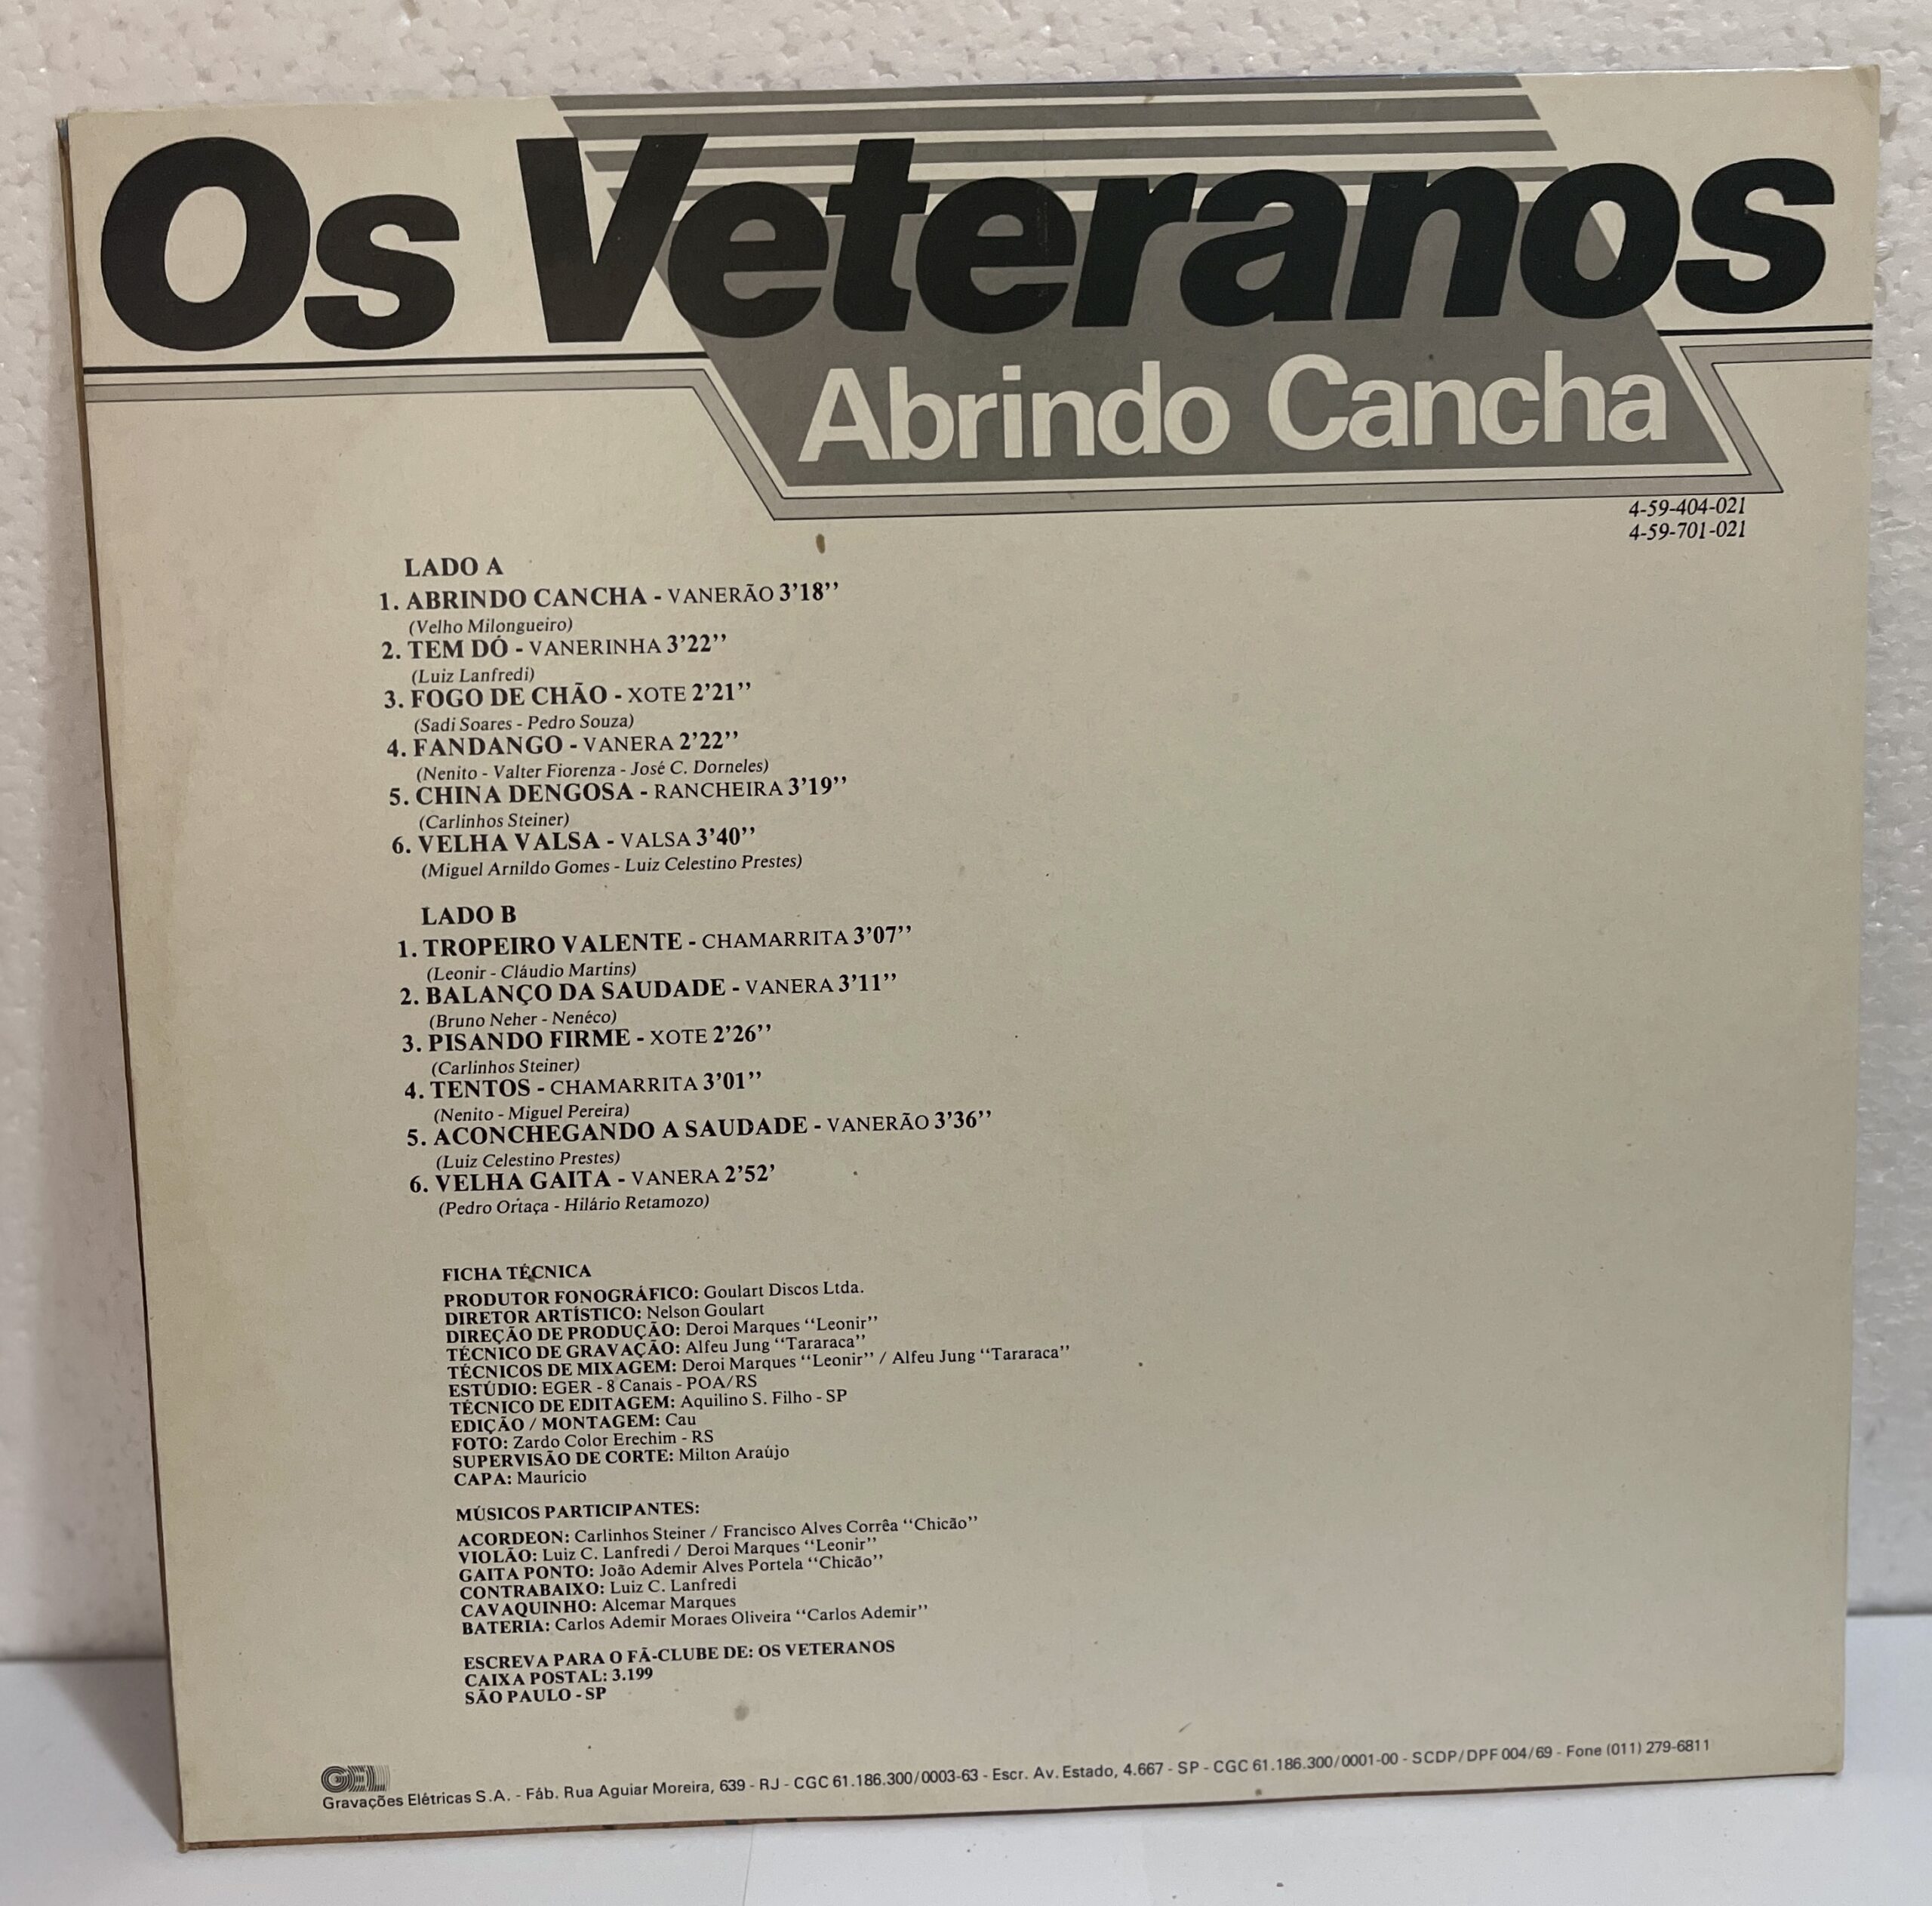 Os Veteranos
Abrindo Cancha
4-59-404-021
4-59-701-021
LADO A
1. ABRINDO CANCHA - VANERÃO 3’18’’
(Velho Milongueiro)
2. TEM DÓ - VANERINHA 3’22’’
(Luiz Lanfredi)
3. FOGO DE CHÃO - XOTE 2’21’’
(Sadi Soares - Pedro Souza)
4. FANDANGO - VANERA 2’22’’
(Nenito - Valter Fiorenza - José C. Dorneles)
5. CHINA DENGOSA - RANCHEIRA 3’19’’
(Carlinhos Steiner)
6. VELHA VALSA - VALSA 3’40’’
(Miguel Arnildo Gomes - Luiz Celestino Prestes)
LADO B
1. TROPEIRO VALENTE - CHAMARRITA 3’07’’
(Leonir - Cláudio Martins)
2. BALANÇO DA SAUDADE - VANERA 3’11’’
(Bruno Neher - Nenéco)
3. PISANDO FIRME - XOTE 2’26’’
(Carlinhos Steiner)
4. TENTOS - CHAMARRITA 3’01’’
(Nenito - Miguel Pereira)
5. ACONCHEGANDO A SAUDADE - VANERÃO 3’36’’
(Luiz Celestino Prestes)
6. VELHA GAITA - VANERA 2’52’
(Pedro Ortaça - Hilário Retamozo)
FICHA TÉCNICA
PRODUTOR FONOGRÁFICO: Goulart Discos Ltda.
DIRETOR ARTÍSTICO: Nelson Goulart
DIREÇÃO DE PRODUÇÃO: Deroi Marques ‘‘Leonir’’
TÉCNICO DE GRAVAÇÃO: Alfeu Jung ‘‘Tararaca’’
TÉCNICOS DE MIXAGEM: Deroi Marques ‘‘Leonir’’ / Alfeu Jung ‘‘Tararaca’’
ESTÚDIO: EGER - 8 Canais - POA/RS
TÉCNICO DE EDITAGEM: Aquilino S. Filho - SP
EDIÇÃO / MONTAGEM: Cau
FOTO: Zardo Color Erechim - RS
SUPERVISÃO DE CORTE: Milton Araújo
CAPA: Maurício
MÚSICOS PARTICIPANTES:
ACORDEON: Carlinhos Steiner / Francisco Alves Corrêa ‘‘Chicão’’
VIOLÃO: Luiz C. Lanfredi / Deroi Marques ‘‘Leonir’’
GAITA PONTO: João Ademir Alves Portela ‘‘Chicão’’
CONTRABAIXO: Luiz C. Lanfredi
CAVAQUINHO: Alcemar Marques
BATERIA: Carlos Ademir Moraes Oliveira ‘‘Carlos Ademir’’
ESCREVA PARA O FÃ-CLUBE DE: OS VETERANOS
CAIXA POSTAL: 3.199
SÃO PAULO - SP
GEL
Gravações Elétricas S.A. - Fáb. Rua Aguiar Moreira, 639 - RJ - CGC 61.186.300/0003-63 - Escr. Av. Estado, 4.667 - SP - CGC 61.186.300/0001-00 - SCDP/DPF 004/69 - Fone (011) 279-6811